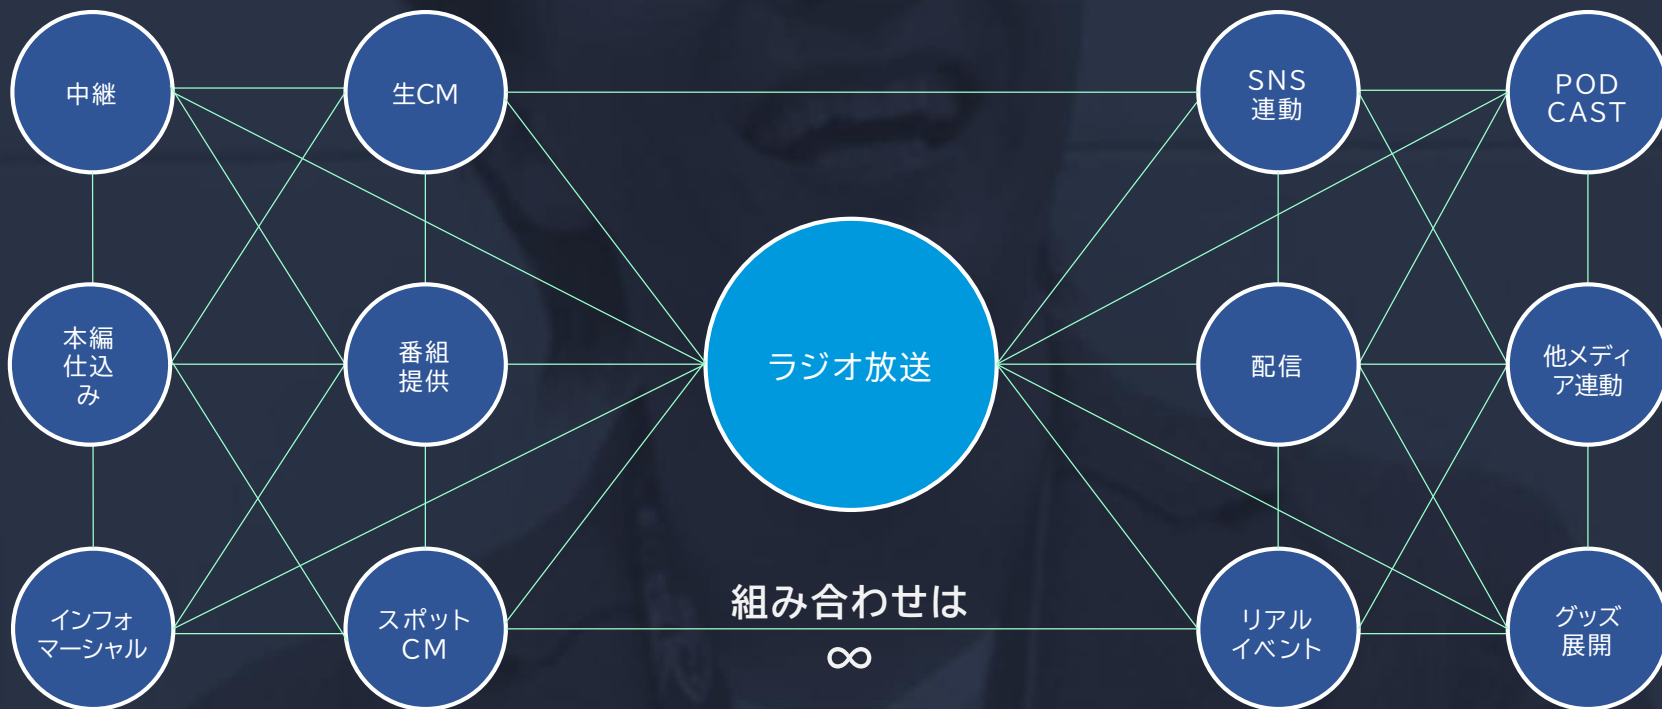 中継
生CM
SNS
連動
POD
CAST
本編
仕込
み
番組
提供
ラジオ放送
配信
他メディ
ア連動
インフォ
マーシャル
スポット
CM
組み合わせは
∞
リアル
イベント
グッズ
展開